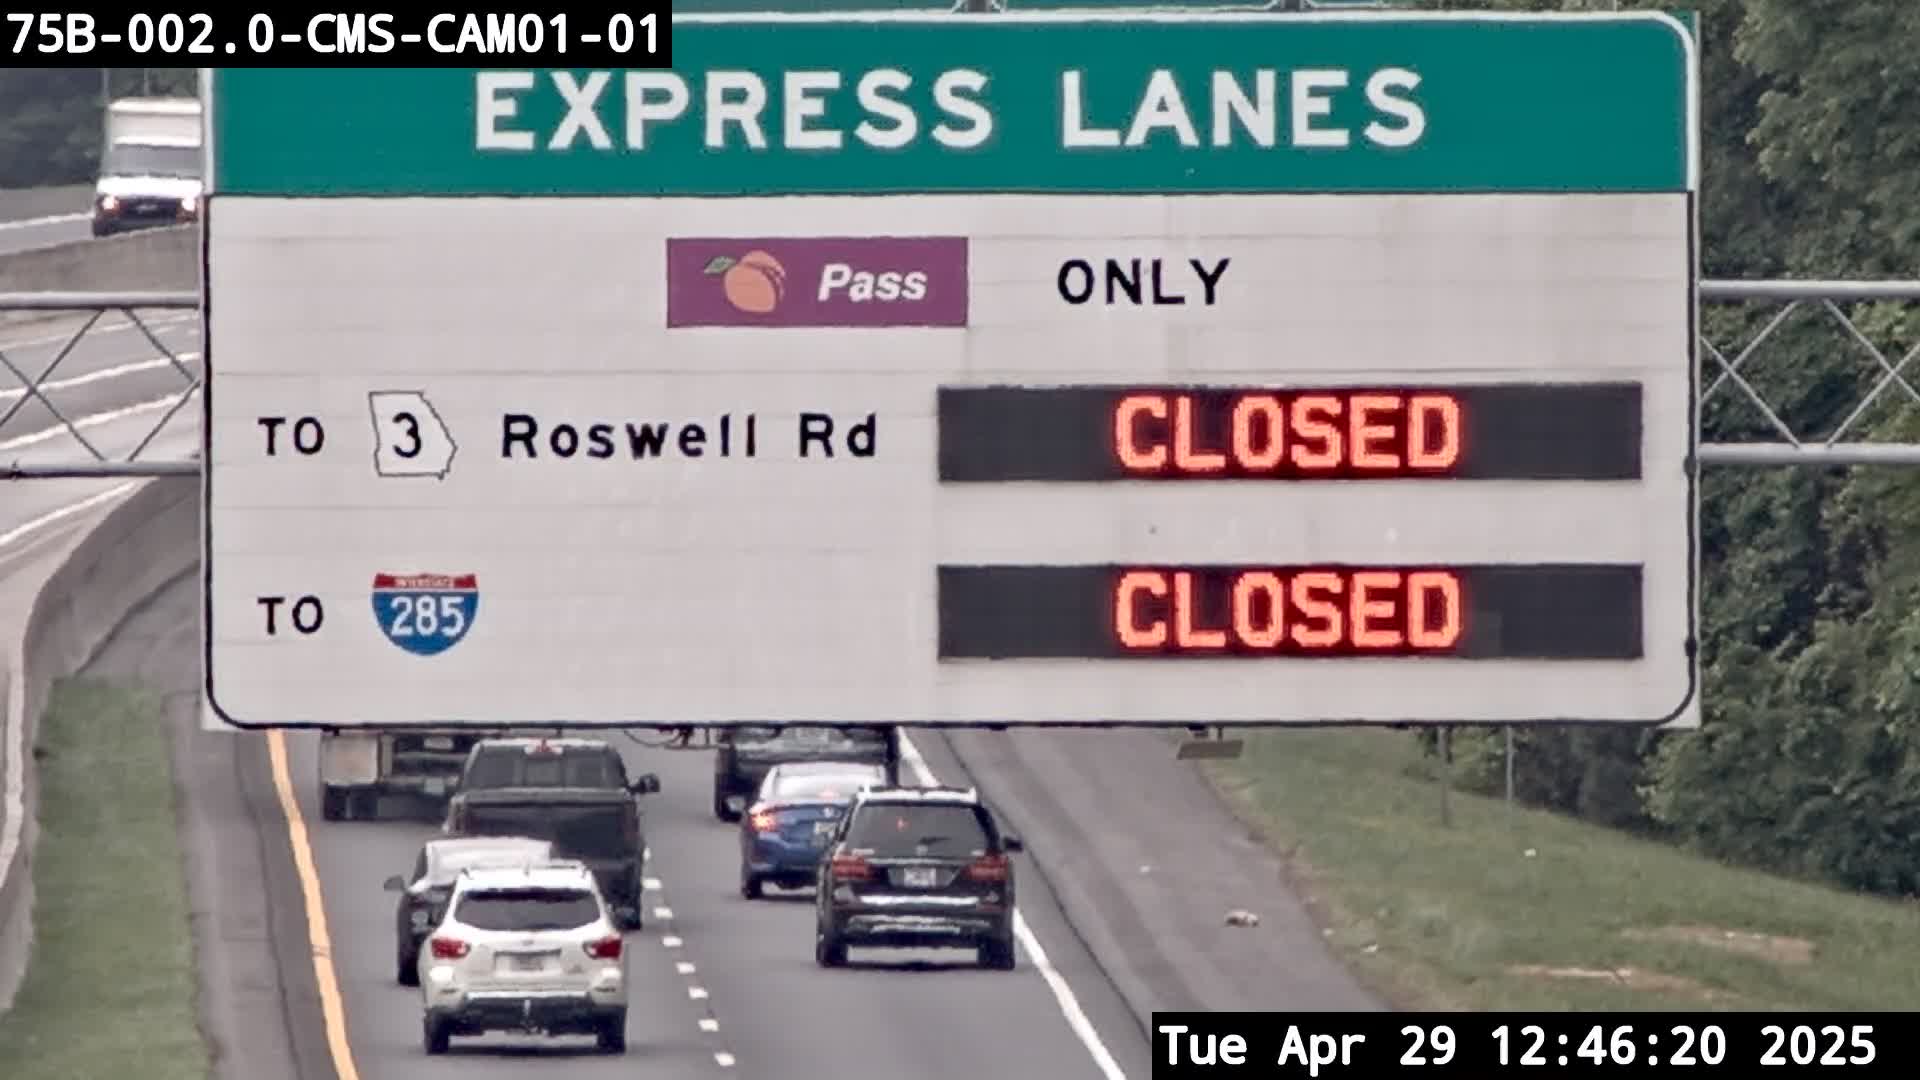 75B-002.0-CMS-CAM01-01
EXPRESS LANES
Pass ONLY
TO 3 Roswell Rd CLOSED
TO INTERSTATE 285 CLOSED
Tue Apr 29 12:46:20 2025